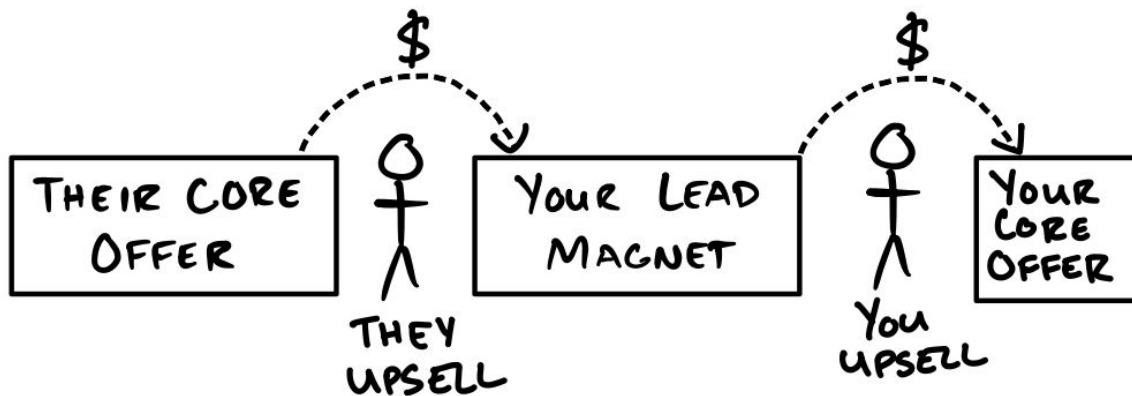 $
$
THEIR CORE
OFFER
YOUR LEAD
MAGNET
YOUR
CORE
OFFER
THEY
UPSELL
YOU
UPSELL